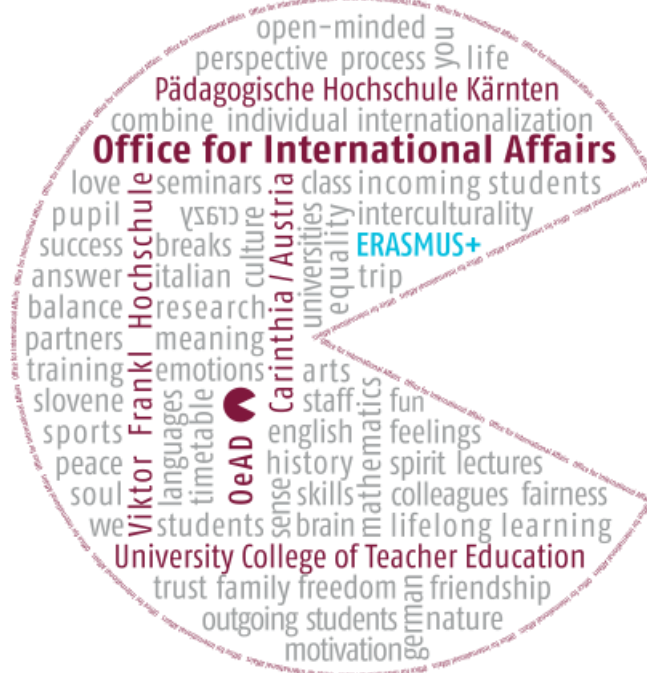 open-minded
you
perspective process life
Pädagogische Hochschule Kärnten
combine individual internationalization
Office for International Affairs
love seminars class incoming students
pupil crazy interculturality
success breaks ERASMUS+
answer italian trip
balance research
partners meaning
training emotions arts
slovene staff fun
sports english feelings
peace history spirit lectures
soul skills colleagues fairness
we students brain lifelong learning
Viktor Frankl Hochschule
culture
Carinthia / Austria
universities
equality
languages
timetable
OeAD
sense
mathematics
University College of Teacher Education
trust family freedom friendship
outgoing students nature
german
motivation
Office for International Affairs